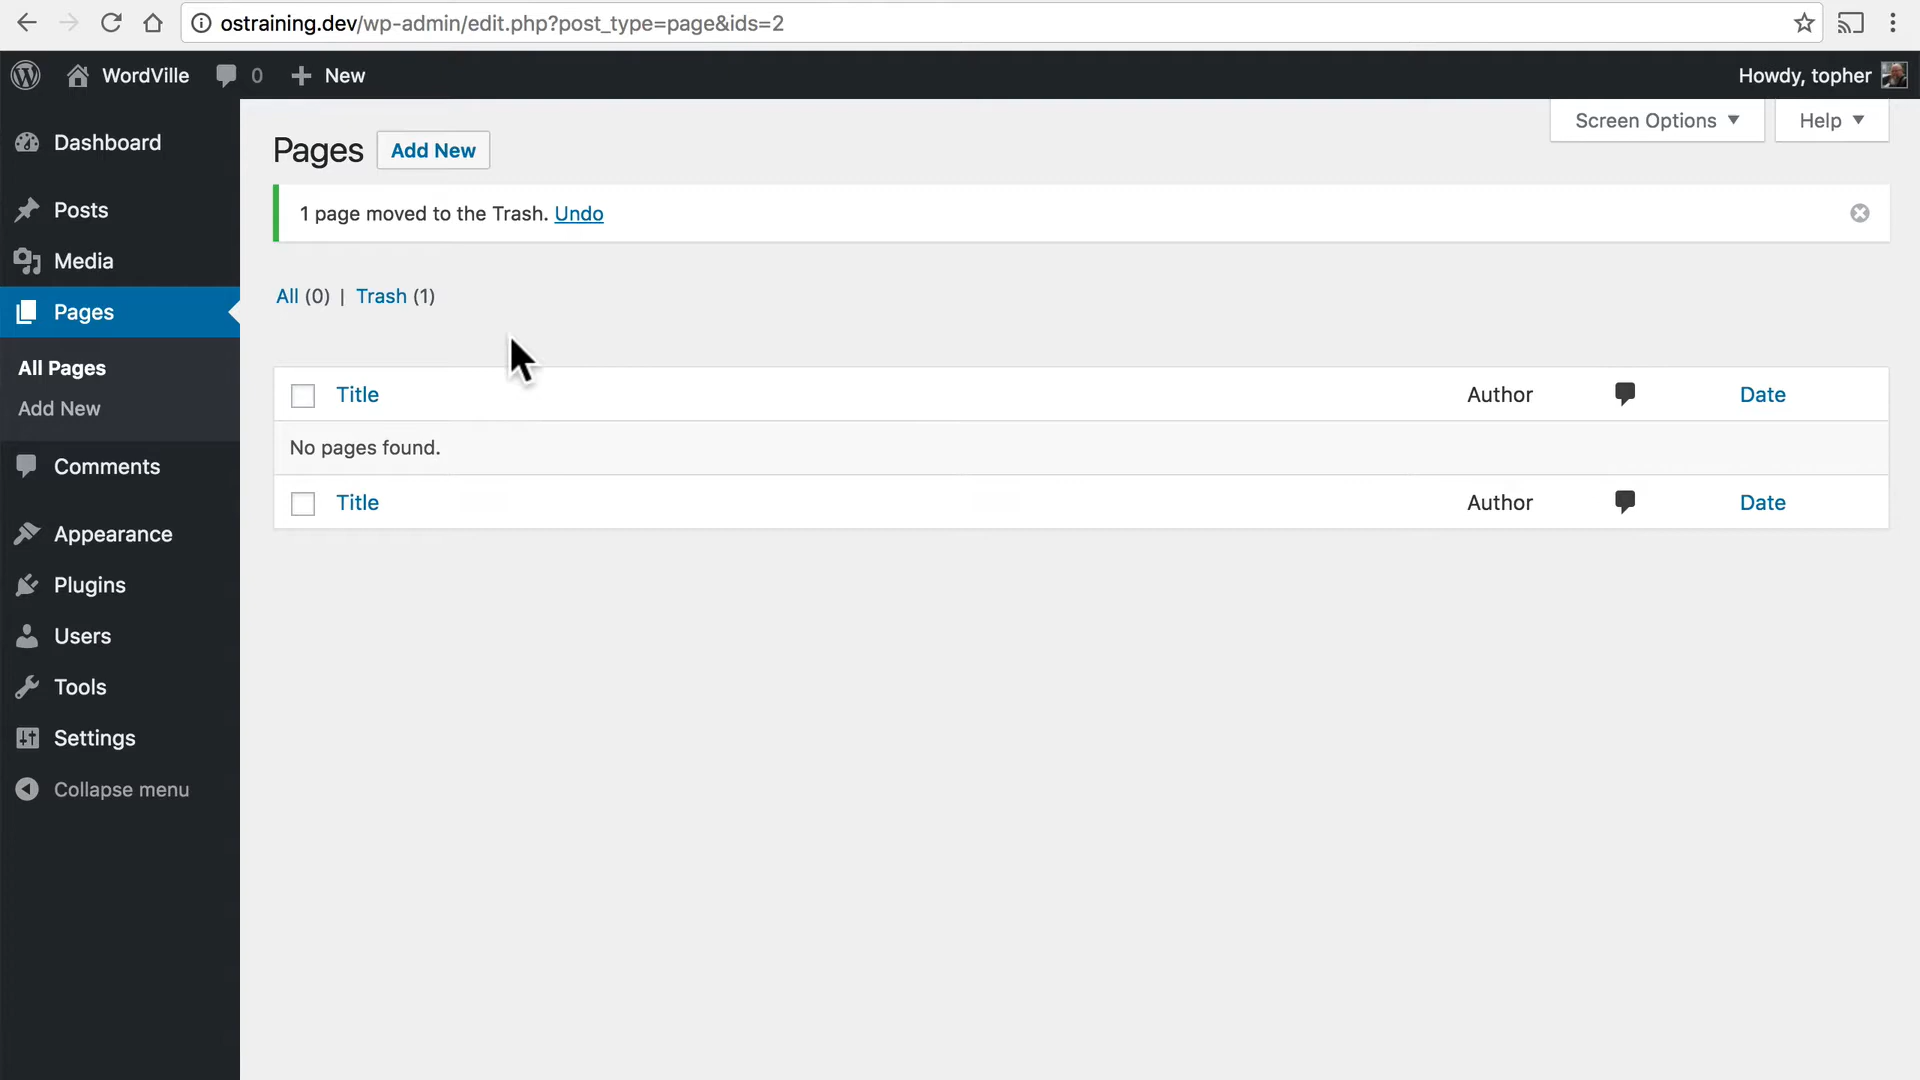 ostraining.dev/wp-admin/edit.php?post_type=page&ids=2
WordVille 0 New Howdy, topher
Screen Options Help
Dashboard
Posts
Media
Pages
All Pages
Add New
Comments
Appearance
Plugins
Users
Tools
Settings
Collapse menu
Pages Add New
1 page moved to the Trash. Undo
All (0) | Trash (1)
Title Author Date
No pages found.
Title Author Date